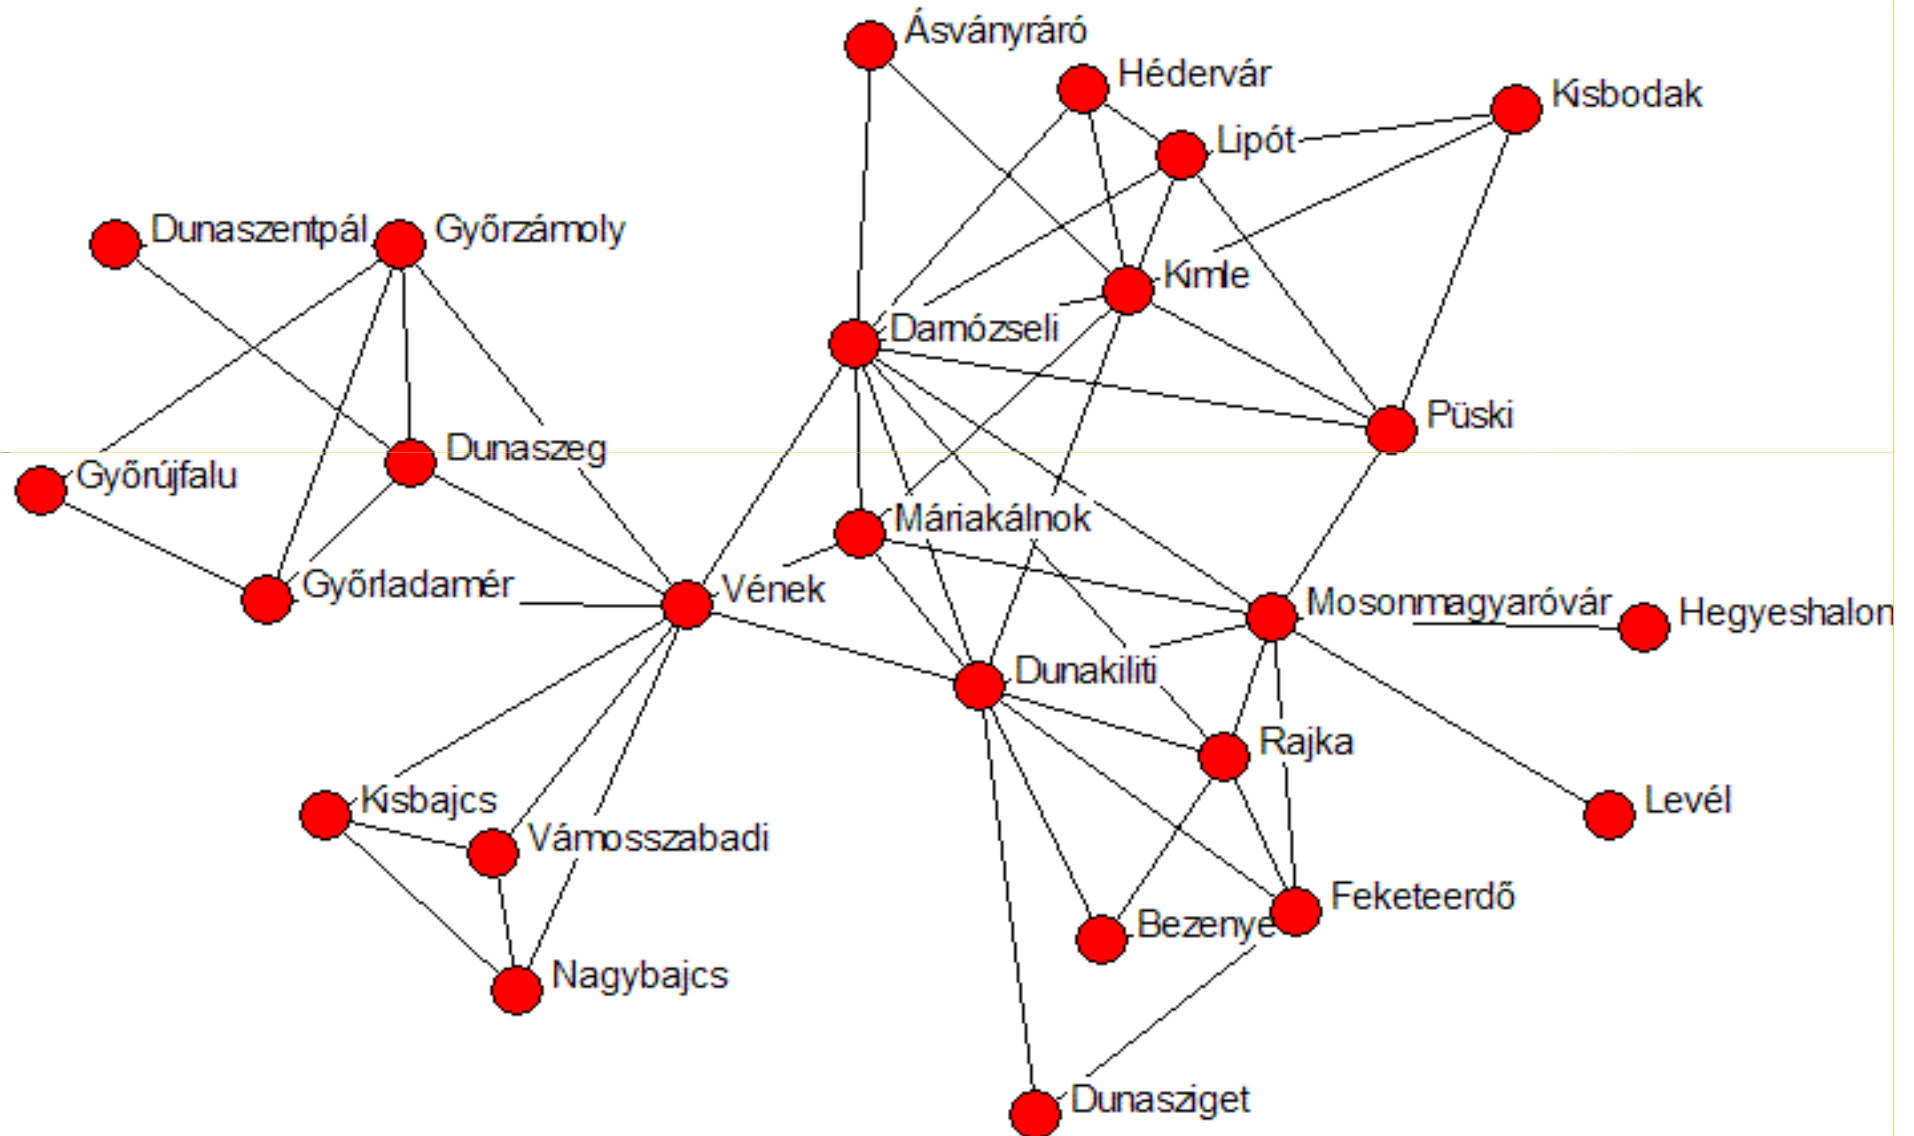 Ásványráró
Hédervár
Kisbodak
Lipót
Dunaszentpál
Győrzámoly
Kimle
Darnózseli
Püski
Dunaszeg
Győrújfalu
Máriakálnok
Győrladamér
Vének
Mosonmagyaróvár
Hegyeshalon
Dunakiliti
Rajka
Kisbajcs
Levél
Vámosszabadi
Feketeerdő
Bezenye
Nagybajcs
Dunasziget